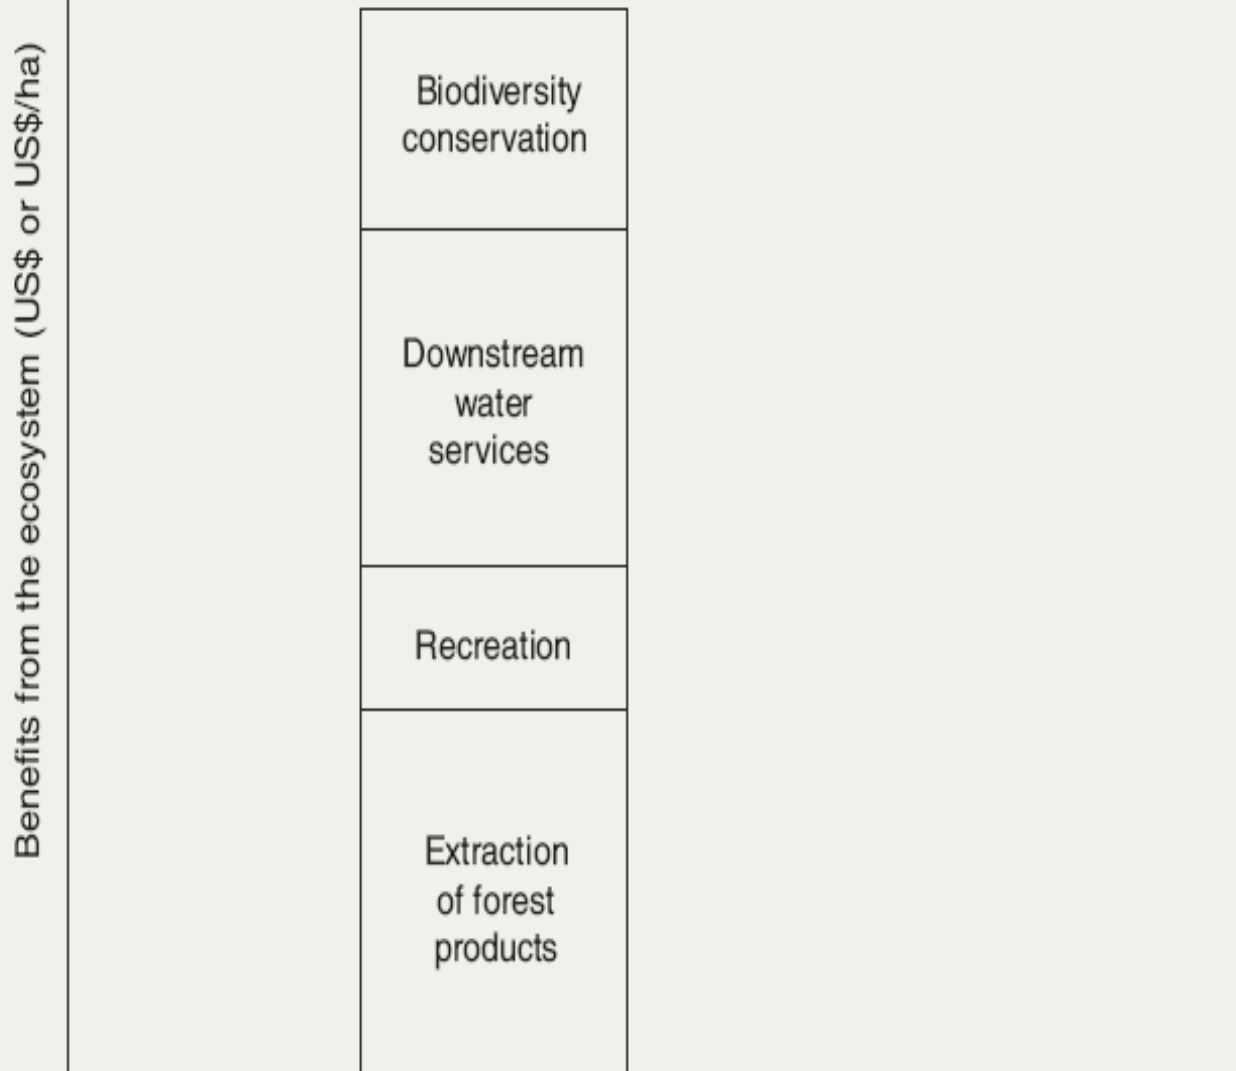 Benefits from the ecosystem (US$ or US$/ha)
Biodiversity
conservation
Downstream
water
services
Recreation
Extraction
of forest
products